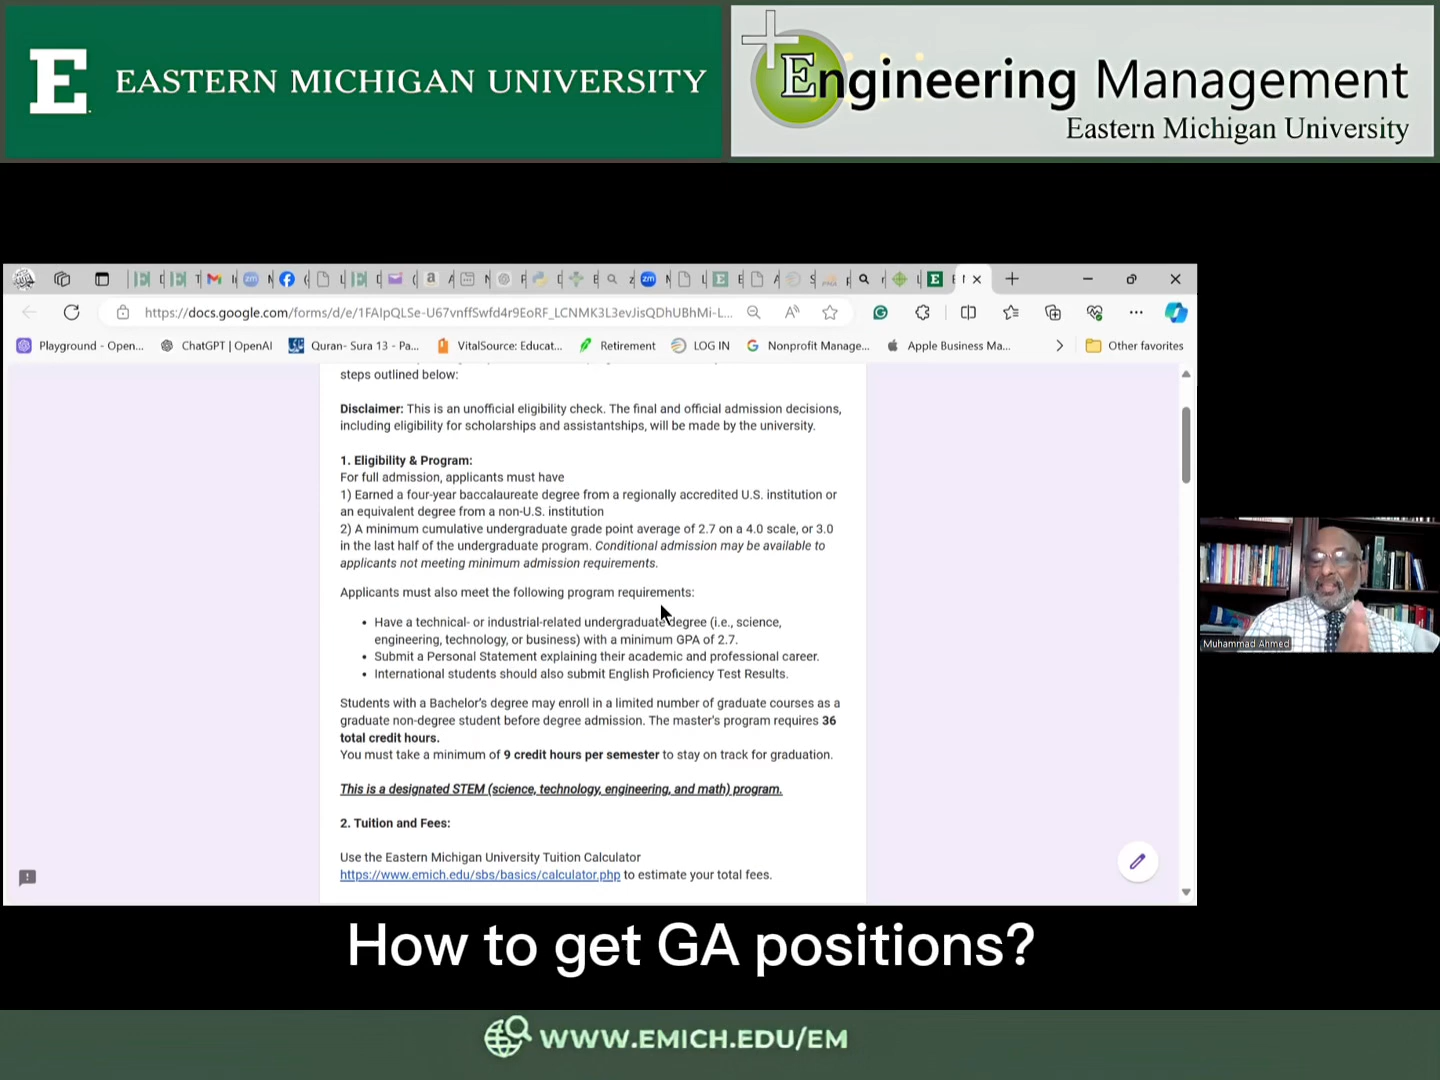 E EASTERN MICHIGAN UNIVERSITY
Engineering Management
Eastern Michigan University
https://docs.google.com/forms/d/e/1FAIpQLSe-U67vnffSwfd4r9EoRF_LCNMK3L3evJisQDhUBhMi-L...
Playground - Open... ChatGPT | OpenAI Quran- Sura 13 - Pa... VitalSource: Educat... Retirement LOG IN Nonprofit Manage... Apple Business Ma... Other favorites
steps outlined below:
Disclaimer: This is an unofficial eligibility check. The final and official admission decisions,
including eligibility for scholarships and assistantships, will be made by the university.
1. Eligibility & Program:
For full admission, applicants must have
1) Earned a four-year baccalaureate degree from a regionally accredited U.S. institution or
an equivalent degree from a non-U.S. institution
2) A minimum cumulative undergraduate grade point average of 2.7 on a 4.0 scale, or 3.0
in the last half of the undergraduate program. Conditional admission may be available to
applicants not meeting minimum admission requirements.
Applicants must also meet the following program requirements:
• Have a technical- or industrial-related undergraduate degree (i.e., science,
engineering, technology, or business) with a minimum GPA of 2.7.
• Submit a Personal Statement explaining their academic and professional career.
• International students should also submit English Proficiency Test Results.
Muhammad Ahmed
Students with a Bachelor's degree may enroll in a limited number of graduate courses as a
graduate non-degree student before degree admission. The master's program requires 36
total credit hours.
You must take a minimum of 9 credit hours per semester to stay on track for graduation.
This is a designated STEM (science, technology, engineering, and math) program.
2. Tuition and Fees:
Use the Eastern Michigan University Tuition Calculator
https://www.emich.edu/sbs/basics/calculator.php to estimate your total fees.
How to get GA positions?
WWW.EMICH.EDU/EM